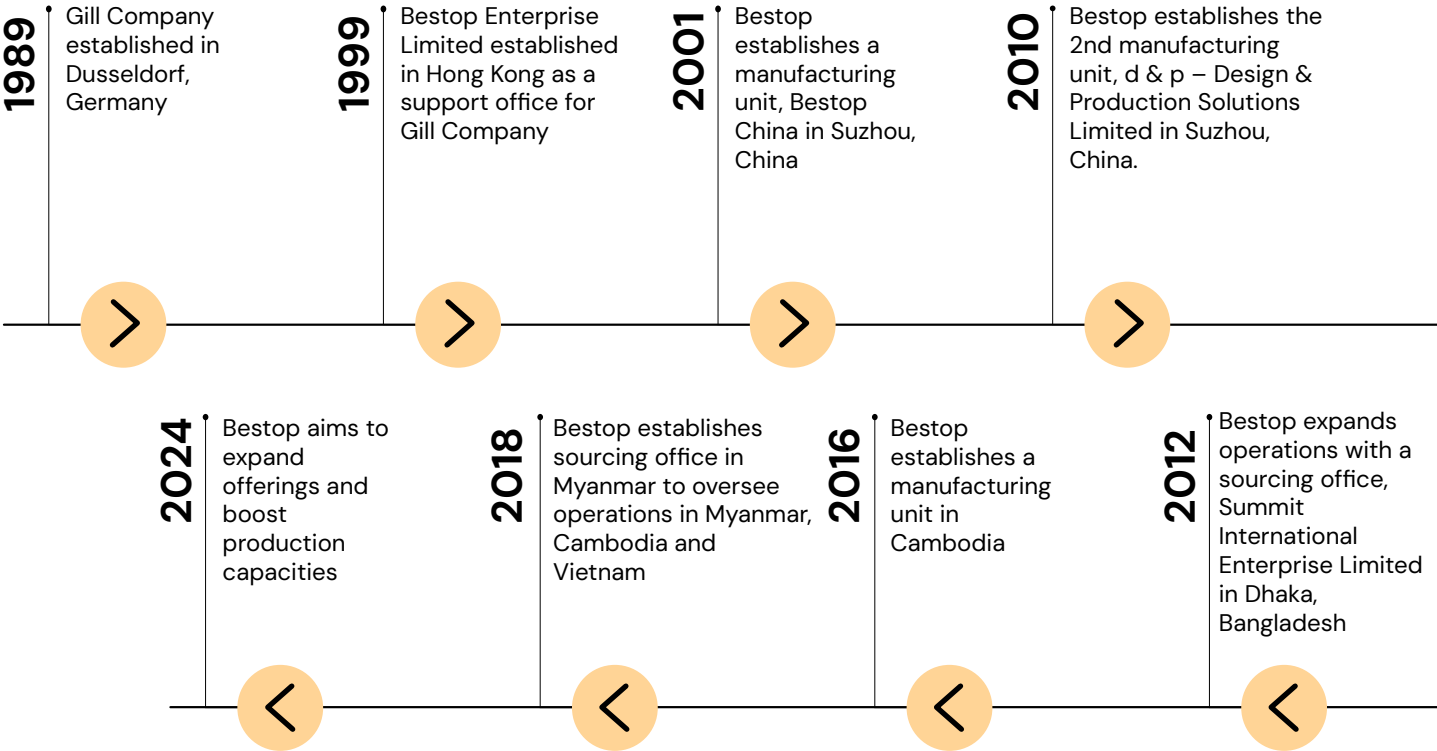 1989
Gill Company
established in
Dusseldorf,
Germany
1999
Bestop Enterprise
Limited established
in Hong Kong as a
support office for
Gill Company
2001
Bestop
establishes a
manufacturing
unit, Bestop
China in Suzhou,
China
2010
Bestop establishes the
2nd manufacturing
unit, d & p – Design &
Production Solutions
Limited in Suzhou,
China.
2012
Bestop expands
operations with a
sourcing office,
Summit
International
Enterprise Limited
in Dhaka,
Bangladesh
2016
Bestop
establishes a
manufacturing
unit in
Cambodia
2018
Bestop establishes
sourcing office in
Myanmar to oversee
operations in Myanmar,
Cambodia and
Vietnam
2024
Bestop aims to
expand
offerings and
boost
production
capacities